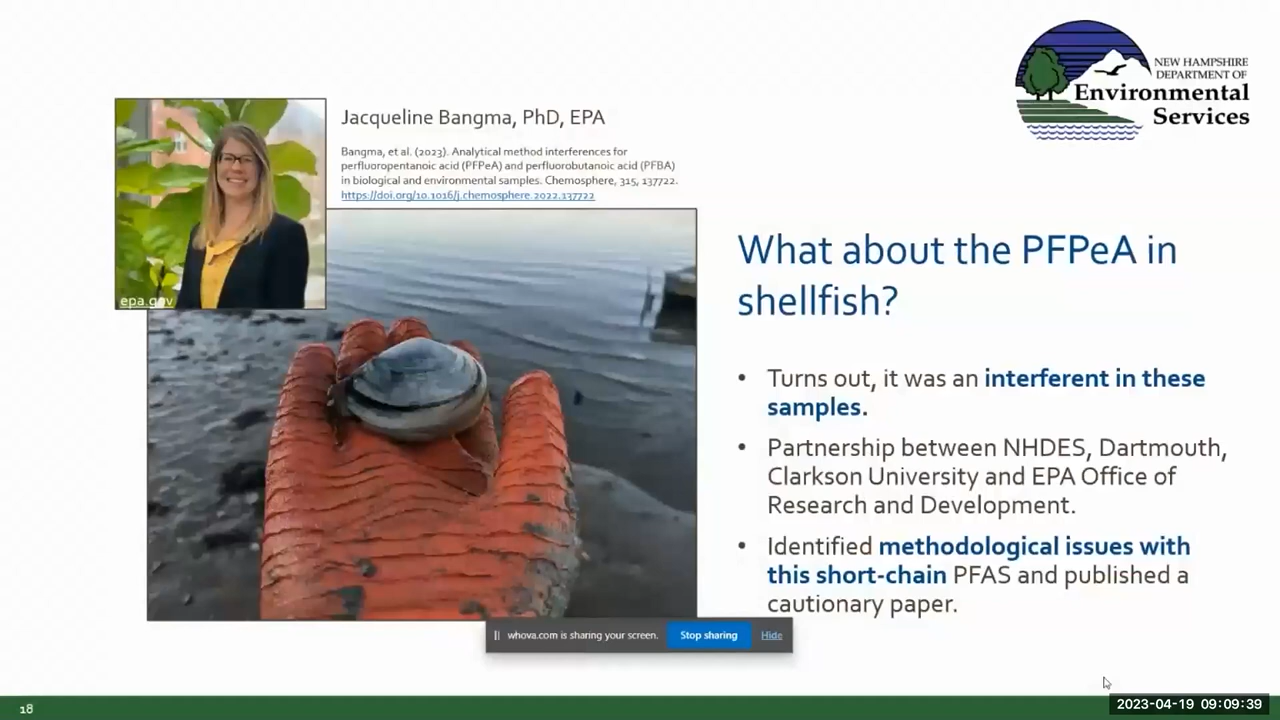 NEW HAMPSHIRE
DEPARTMENT OF
Environmental
Services
Jacqueline Bangma, PhD, EPA
Bangma, et al. (2023). Analytical method interferences for
perfluoropentanoic acid (PFPeA) and perfluorobutanoic acid (PFBA)
in biological and environmental samples. Chemosphere, 315, 137722.
https://doi.org/10.1016/j.chemosphere.2022.137722
epa.gov
What about the PFPeA in
shellfish?
• Turns out, it was an interferent in these
samples.
• Partnership between NHDES, Dartmouth,
Clarkson University and EPA Office of
Research and Development.
• Identified methodological issues with
this short-chain PFAS and published a
cautionary paper.
whova.com is sharing your screen. Stop sharing Hide
18
2023-04-19 09:09:39